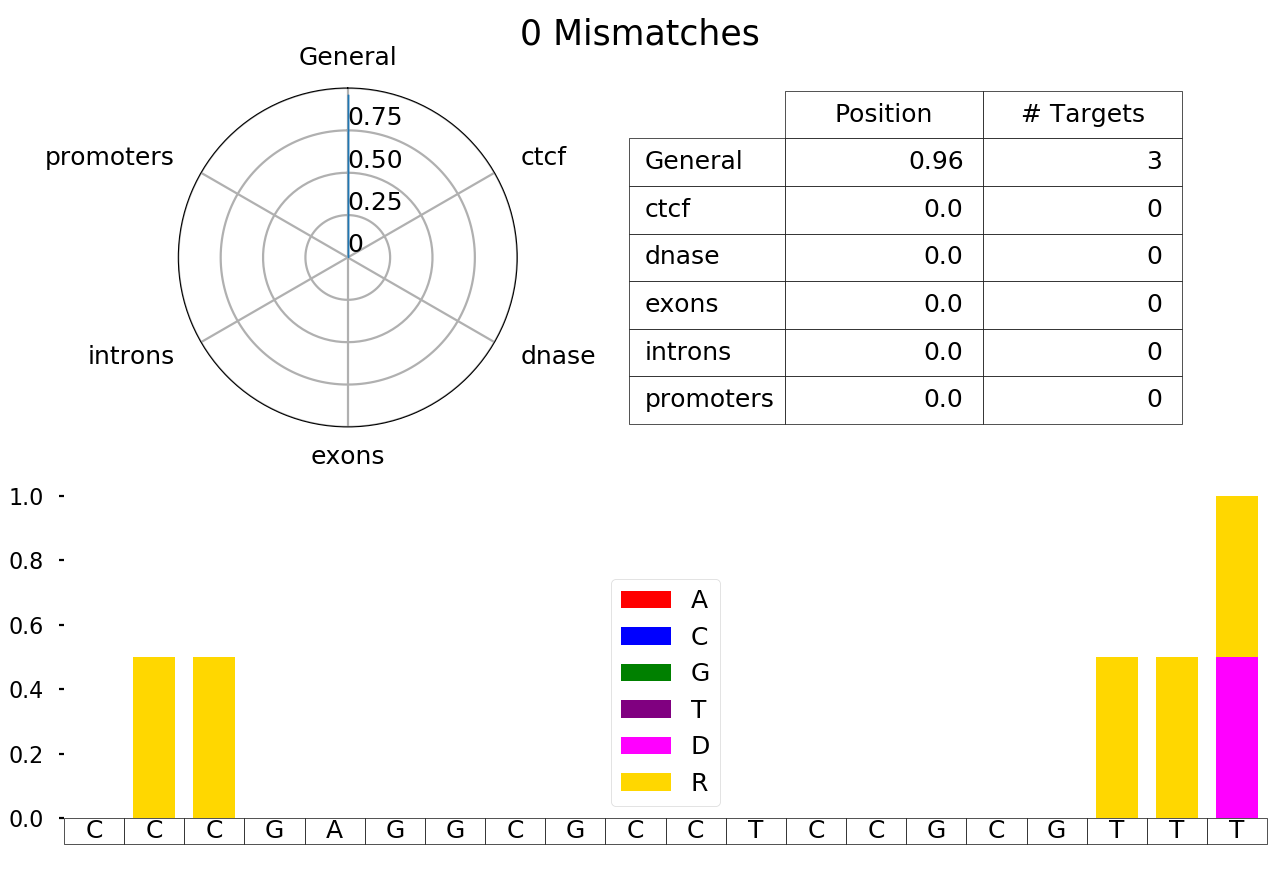 0 Mismatches
General
promoters
ctcf
introns
dnase
exons
0.75
0.50
0.25
0
Position # Targets
General 0.96 3
ctcf 0.0 0
dnase 0.0 0
exons 0.0 0
introns 0.0 0
promoters 0.0 0
1.0
0.8
0.6
0.4
0.2
0.0
A
C
G
T
D
R
C C C G A G G C G C C T C C G C G T T T